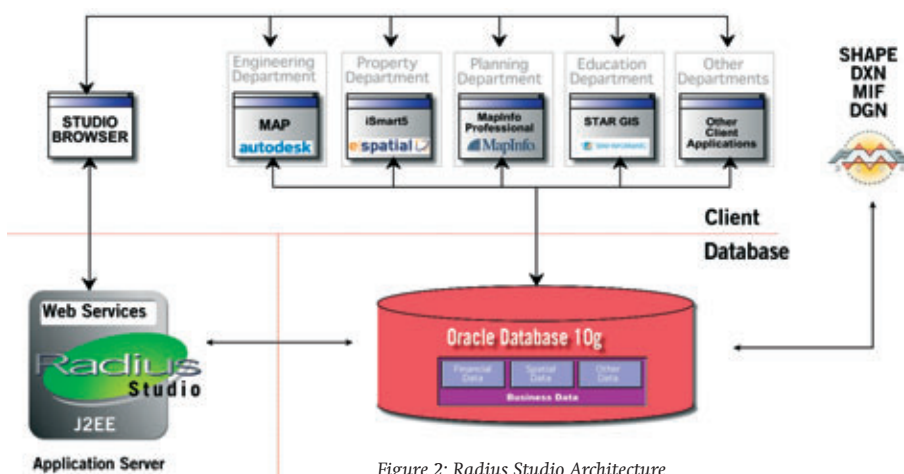 Engineering
Department
Property
Department
Planning
Department
Education
Department
Other
Departments
SHAPE
DXN
MIF
DGN
STUDIO
BROWSER
MAP
autodesk
iSmart5
e spatial
MapInfo
Professional
MapInfo
STAR GIS
Other
Client
Applications
Client
Database
Web Services
Radius
Studio
J2EE
Application Server
Oracle Database 10g
Financial
Data
Spatial
Data
Other
Data
Business Data
Figure 2: Radius Studio Architecture